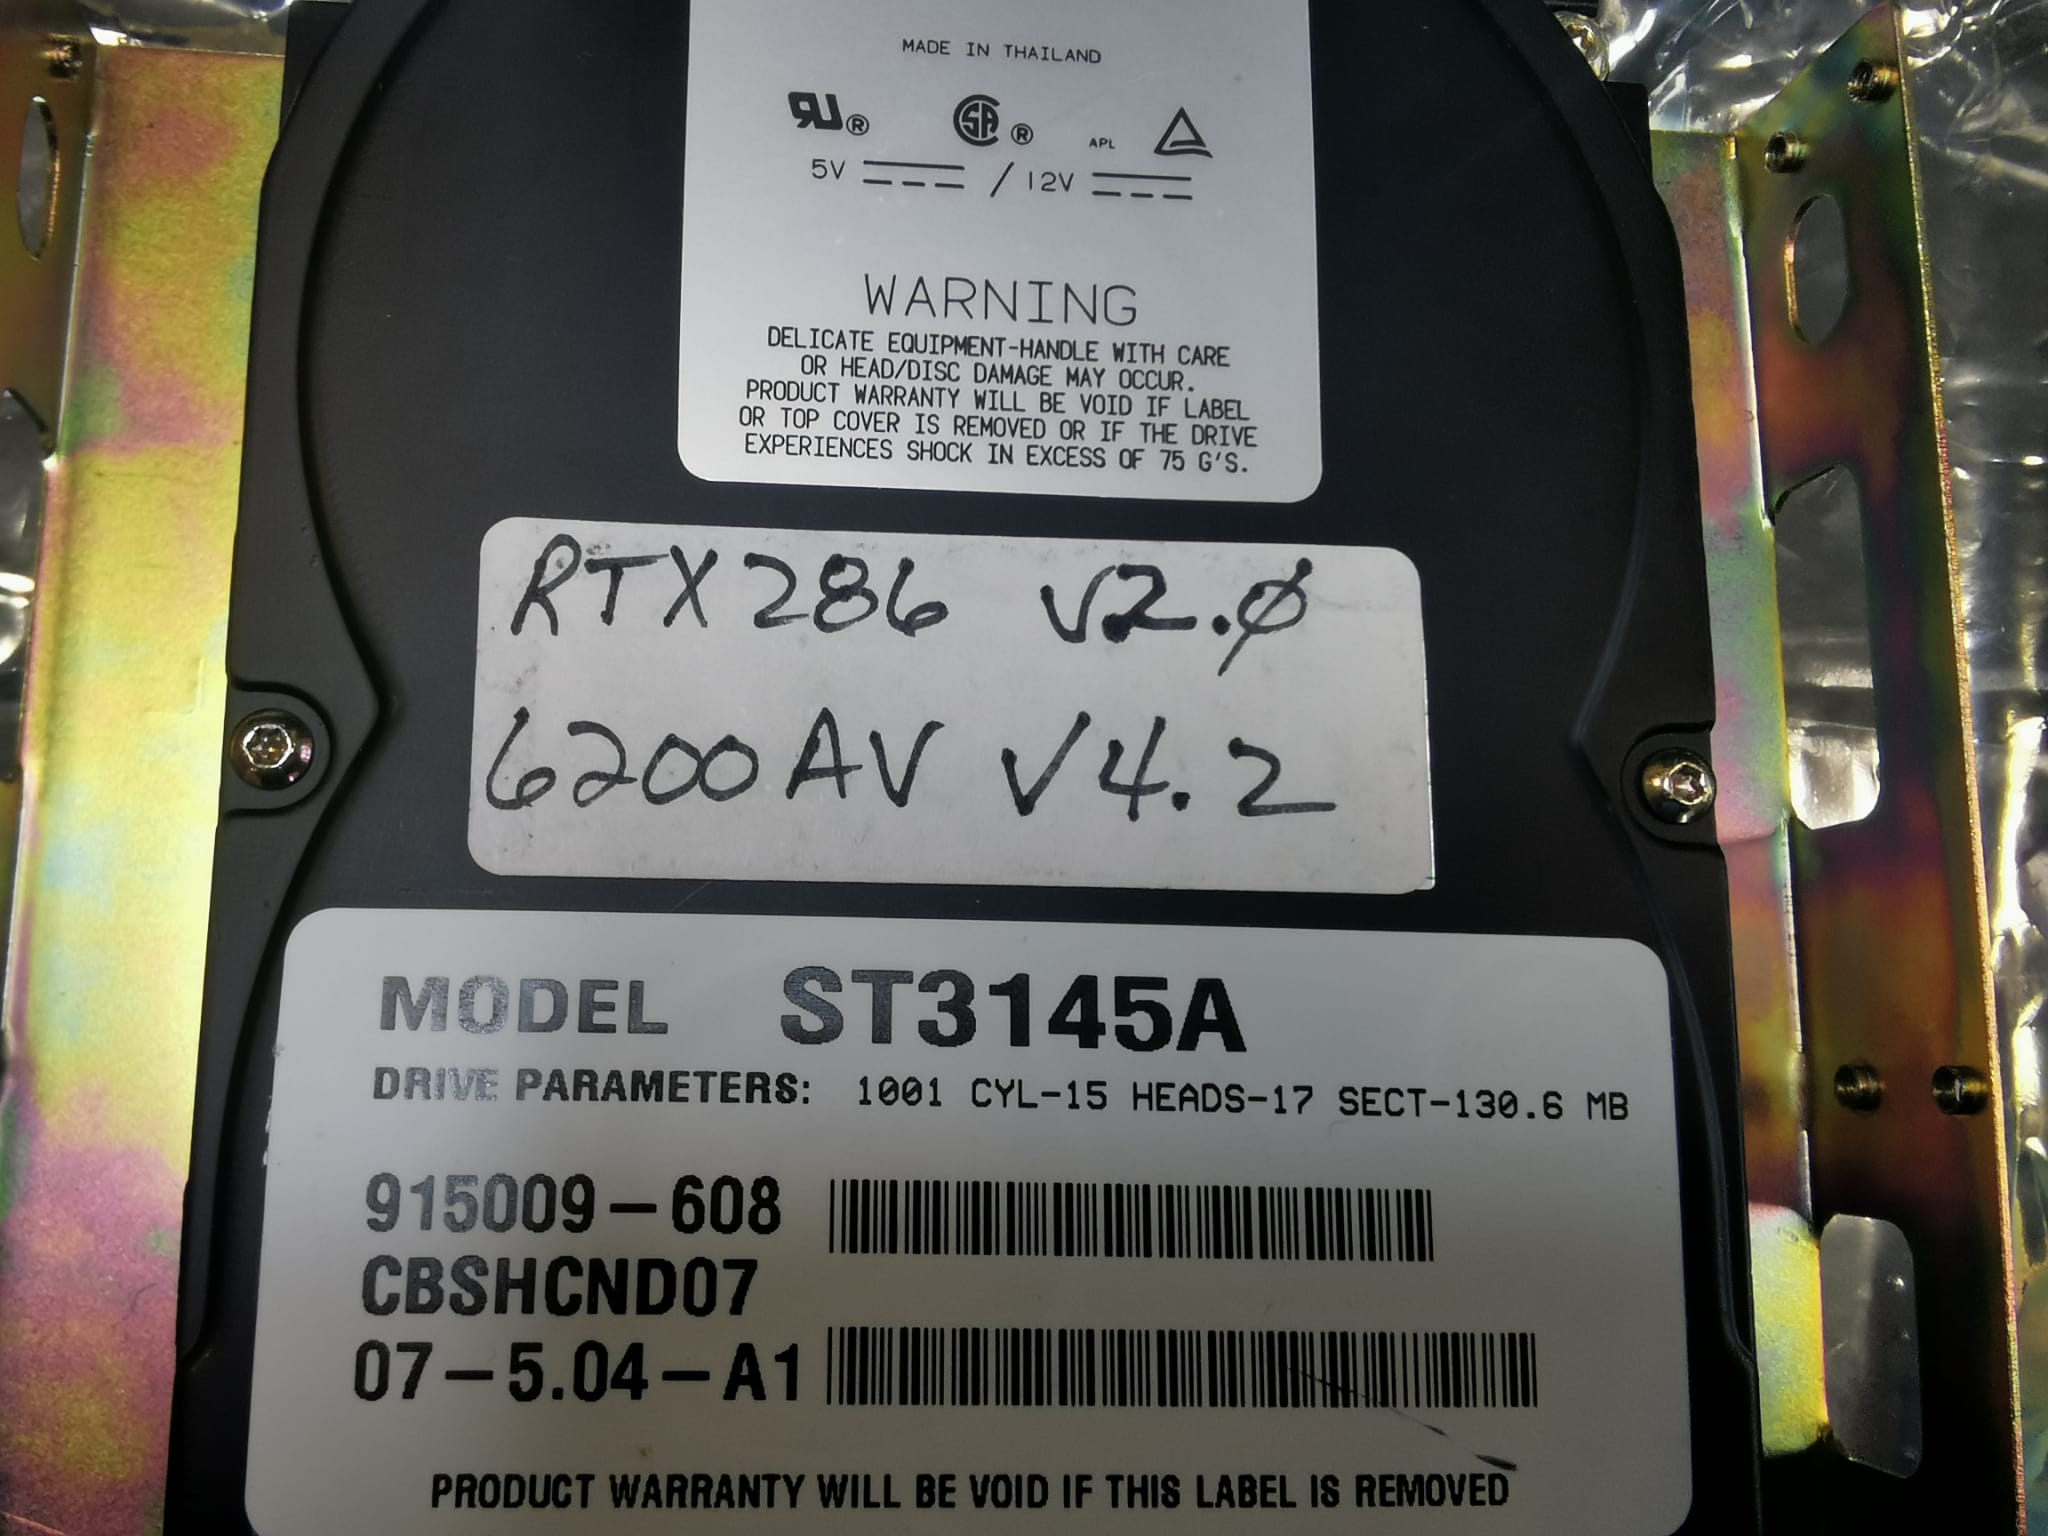 MADE IN THAILAND
RU® SA® APL
5V / 12V
WARNING
DELICATE EQUIPMENT-HANDLE WITH CARE
OR HEAD/DISC DAMAGE MAY OCCUR.
PRODUCT WARRANTY WILL BE VOID IF LABEL
OR TOP COVER IS REMOVED OR IF THE DRIVE
EXPERIENCES SHOCK IN EXCESS OF 75 G'S.
RTX286 v2.0
6200AV V4.2
MODEL ST3145A
DRIVE PARAMETERS: 1001 CYL-15 HEADS-17 SECT-130.6 MB
915009-608
CBSHCND07
07-5.04-A1
PRODUCT WARRANTY WILL BE VOID IF THIS LABEL IS REMOVED